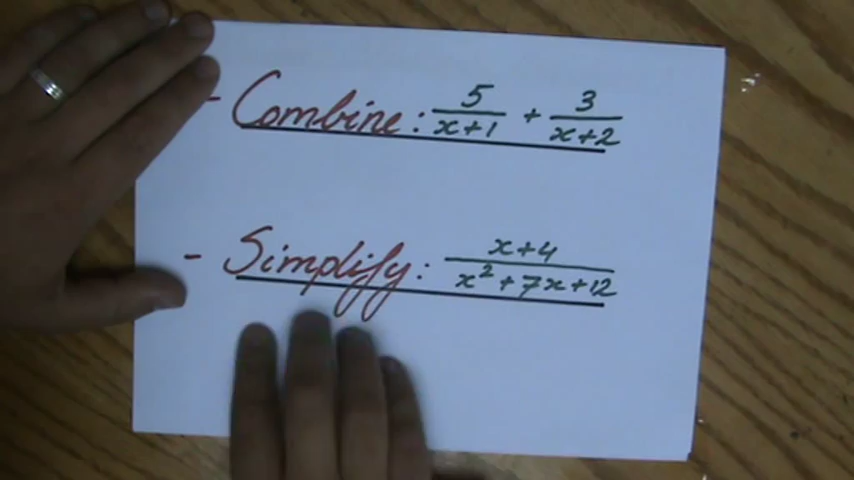 - Combine: 5/(x+1) + 3/(x+2)
- Simplify: (x+4)/(x²+7x+12)